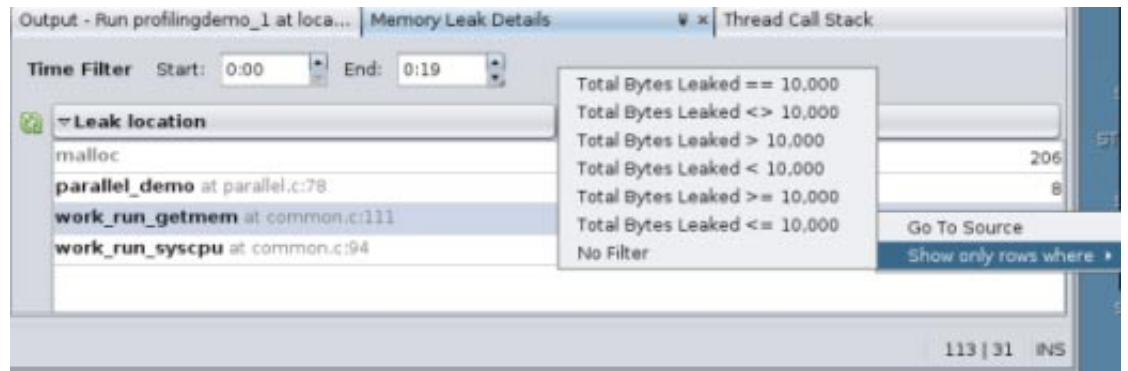 Output - Run profilingdemo_1 at loca... Memory Leak Details Thread Call Stack
Time Filter Start: 0:00 End: 0:19
Leak location
malloc 206
parallel_demo at parallel.c:78 8
work_run_getmem at common.c:111
work_run_syscpu at common.c:94
Total Bytes Leaked == 10,000
Total Bytes Leaked <> 10,000
Total Bytes Leaked > 10,000
Total Bytes Leaked < 10,000
Total Bytes Leaked >= 10,000
Total Bytes Leaked <= 10,000
No Filter
Go To Source
Show only rows where
113 | 31 INS
ST